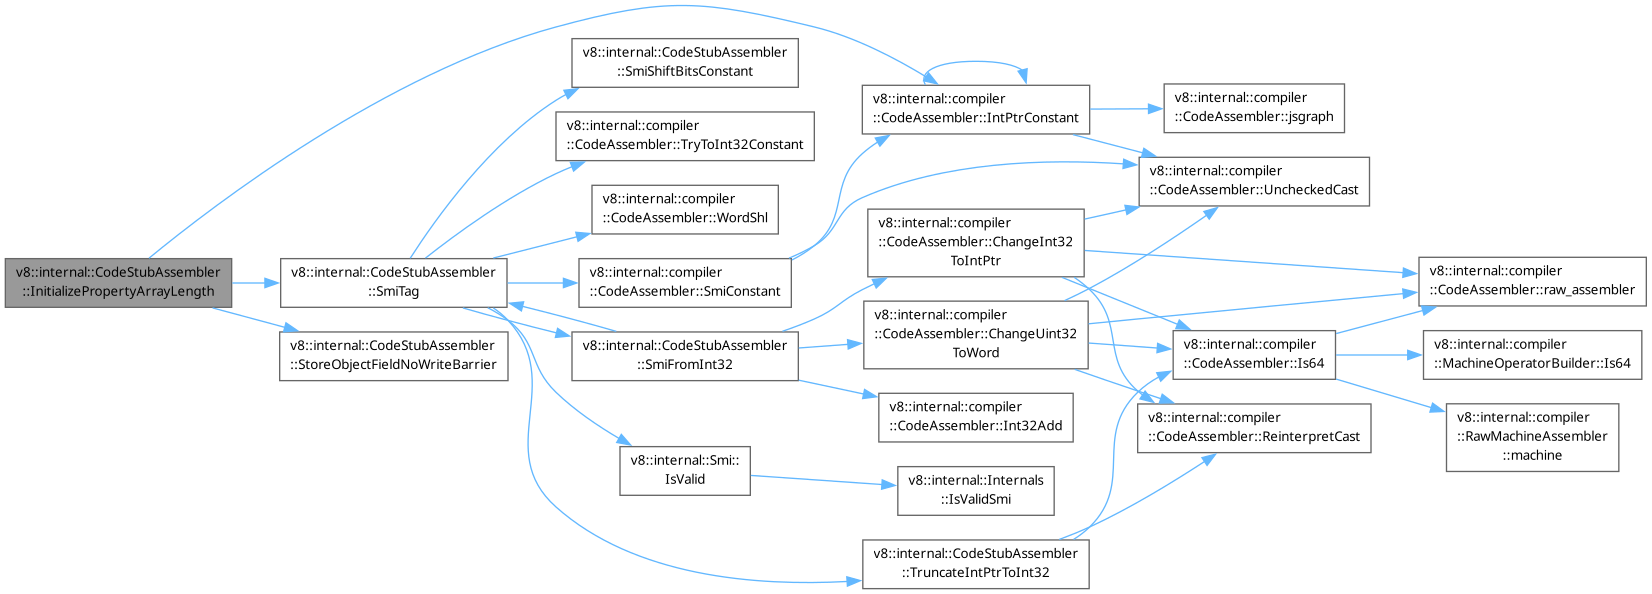 v8::internal::CodeStubAssembler
::InitializePropertyArrayLength
v8::internal::CodeStubAssembler
::SmiTag
v8::internal::CodeStubAssembler
::StoreObjectFieldNoWriteBarrier
v8::internal::CodeStubAssembler
::SmiShiftBitsConstant
v8::internal::compiler
::CodeAssembler::TryToInt32Constant
v8::internal::compiler
::CodeAssembler::WordShl
v8::internal::compiler
::CodeAssembler::SmiConstant
v8::internal::CodeStubAssembler
::SmiFromInt32
v8::internal::Smi::
IsValid
v8::internal::compiler
::CodeAssembler::IntPtrConstant
v8::internal::compiler
::CodeAssembler::ChangeInt32
ToIntPtr
v8::internal::compiler
::CodeAssembler::ChangeUint32
ToWord
v8::internal::compiler
::CodeAssembler::Int32Add
v8::internal::Internals
::IsValidSmi
v8::internal::CodeStubAssembler
::TruncateIntPtrToInt32
v8::internal::compiler
::CodeAssembler::jsgraph
v8::internal::compiler
::CodeAssembler::UncheckedCast
v8::internal::compiler
::CodeAssembler::Is64
v8::internal::compiler
::CodeAssembler::ReinterpretCast
v8::internal::compiler
::CodeAssembler::raw_assembler
v8::internal::compiler
::MachineOperatorBuilder::Is64
v8::internal::compiler
::RawMachineAssembler
::machine